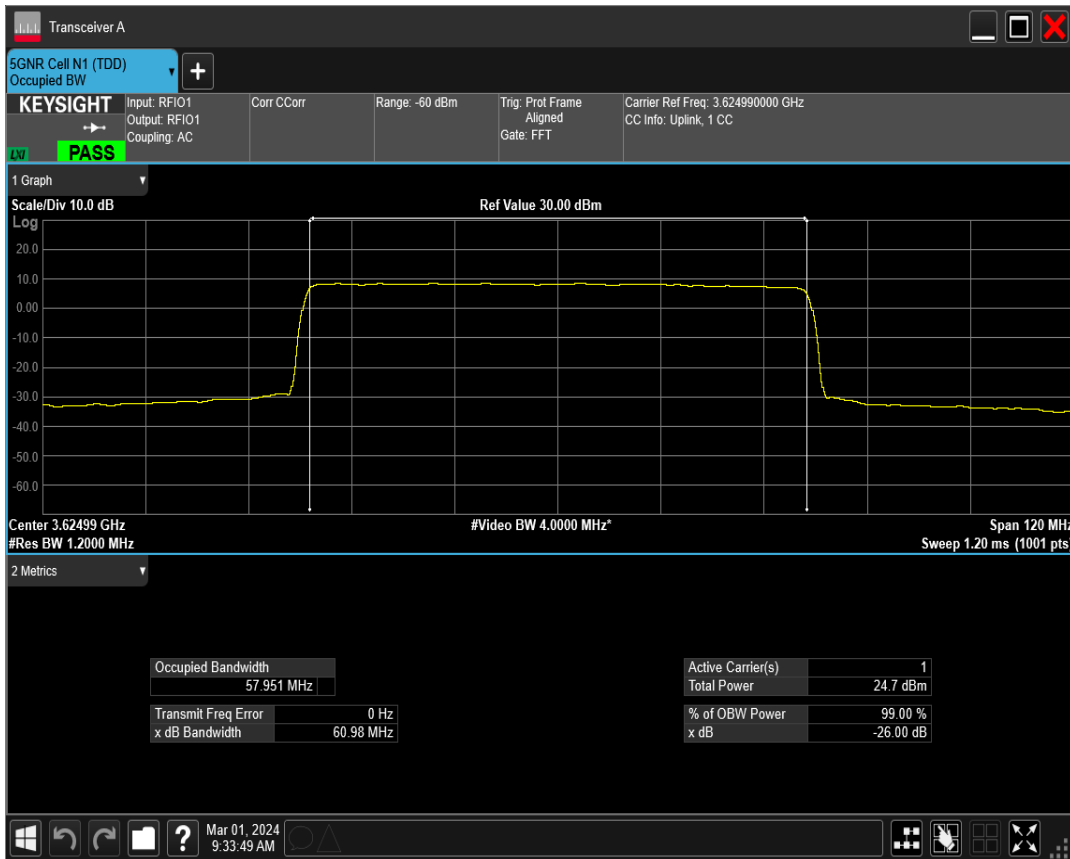 Transceiver A
5GNR Cell N1 (TDD)
Occupied BW
+
KEYSIGHT
LXI
PASS
Input: RFIO1
Output: RFIO1
Coupling: AC
Corr CCorr
Range: -60 dBm
Trig: Prot Frame
Aligned
Gate: FFT
Carrier Ref Freq: 3.624990000 GHz
CC Info: Uplink, 1 CC
1 Graph
Scale/Div 10.0 dB
Ref Value 30.00 dBm
Log
20.0
10.0
0.00
-10.0
-20.0
-30.0
-40.0
-50.0
-60.0
Center 3.62499 GHz
#Video BW 4.0000 MHz*
Span 120 MHz
#Res BW 1.2000 MHz
Sweep 1.20 ms (1001 pts)
2 Metrics
Occupied Bandwidth
57.951 MHz
Transmit Freq Error 0 Hz
x dB Bandwidth 60.98 MHz
Active Carrier(s) 1
Total Power 24.7 dBm
% of OBW Power 99.00 %
x dB -26.00 dB
?
Mar 01, 2024
9:33:49 AM